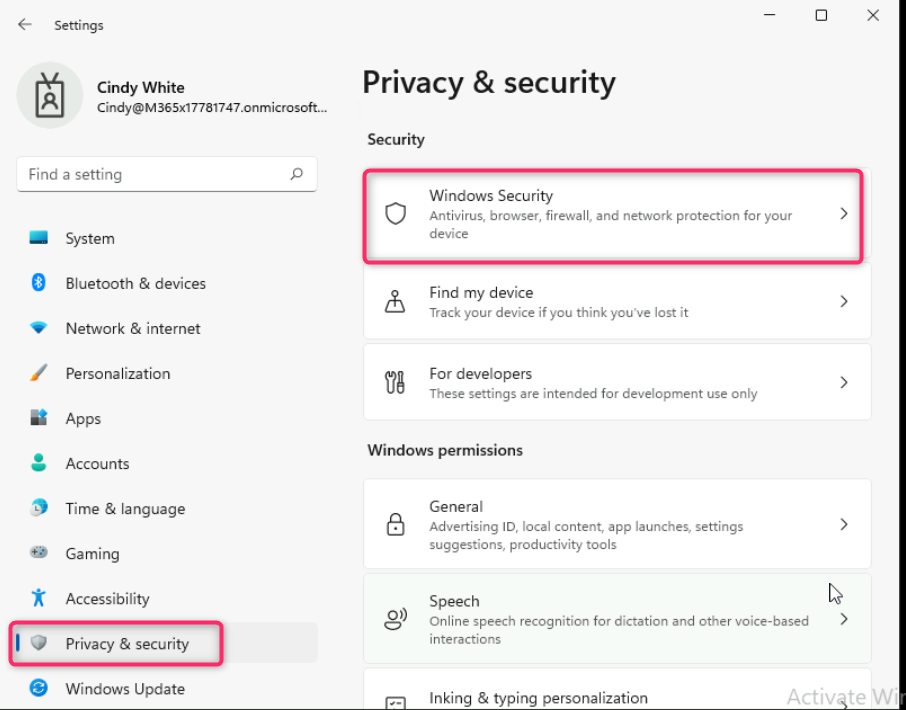 Settings
Cindy White
Cindy@M365x17781747.onmicrosoft...
Find a setting
System
Bluetooth & devices
Network & internet
Personalization
Apps
Accounts
Time & language
Gaming
Accessibility
Privacy & security
Windows Update
Privacy & security
Security
Windows Security
Antivirus, browser, firewall, and network protection for your
device
Find my device
Track your device if you think you've lost it
For developers
These settings are intended for development use only
Windows permissions
General
Advertising ID, local content, app launches, settings
suggestions, productivity tools
Speech
Online speech recognition for dictation and other voice-based
interactions
Inking & typing personalization
Activate Win